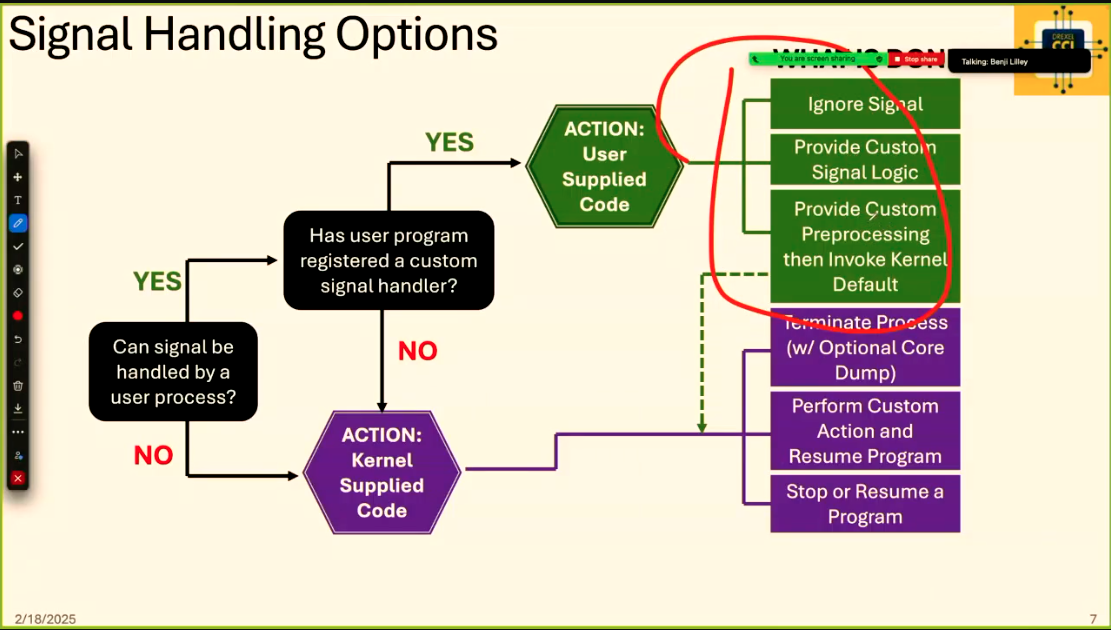 Signal Handling Options
DREXEL
CCI
WHAT IS DONE
You are screen sharing
Stop share
Talking: Benji Lilley
Ignore Signal
YES
ACTION:
User
Supplied
Code
Provide Custom
Signal Logic
Provide Custom
Preprocessing
then Invoke Kernel
Default
Has user program
registered a custom
signal handler?
YES
NO
Can signal be
handled by a
user process?
NO
Terminate Process
(w/ Optional Core
Dump)
ACTION:
Kernel
Supplied
Code
Perform Custom
Action and
Resume Program
Stop or Resume a
Program
T
2/18/2025
7